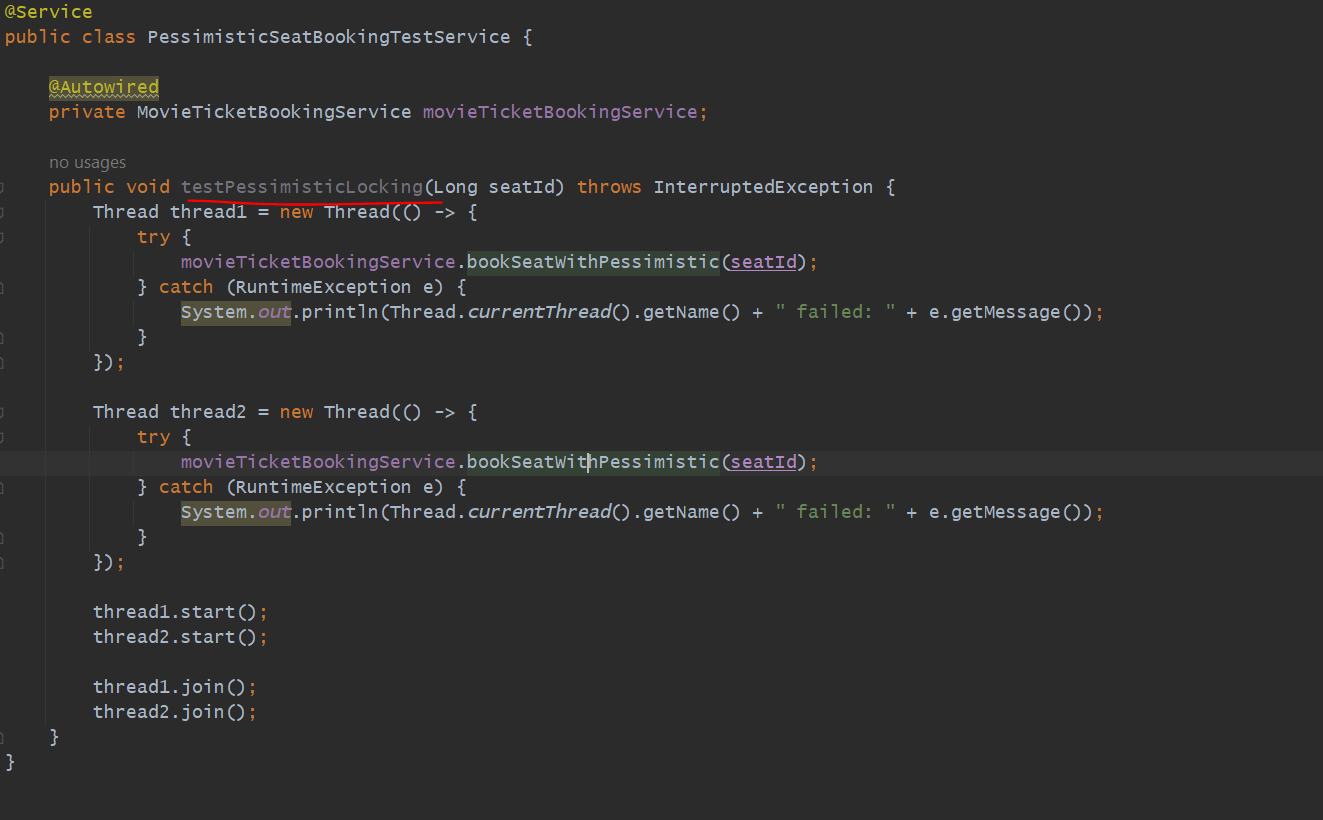 @Service
public class PessimisticSeatBookingTestService {
@Autowired
private MovieTicketBookingService movieTicketBookingService;
no usages
public void testPessimisticLocking(Long seatId) throws InterruptedException {
Thread thread1 = new Thread(() -> {
try {
movieTicketBookingService.bookSeatWithPessimistic(seatId);
} catch (RuntimeException e) {
System.out.println(Thread.currentThread().getName() + " failed: " + e.getMessage());
}
});
Thread thread2 = new Thread(() -> {
try {
movieTicketBookingService.bookSeatWithPessimistic(seatId);
} catch (RuntimeException e) {
System.out.println(Thread.currentThread().getName() + " failed: " + e.getMessage());
}
});
thread1.start();
thread2.start();
thread1.join();
thread2.join();
}
}